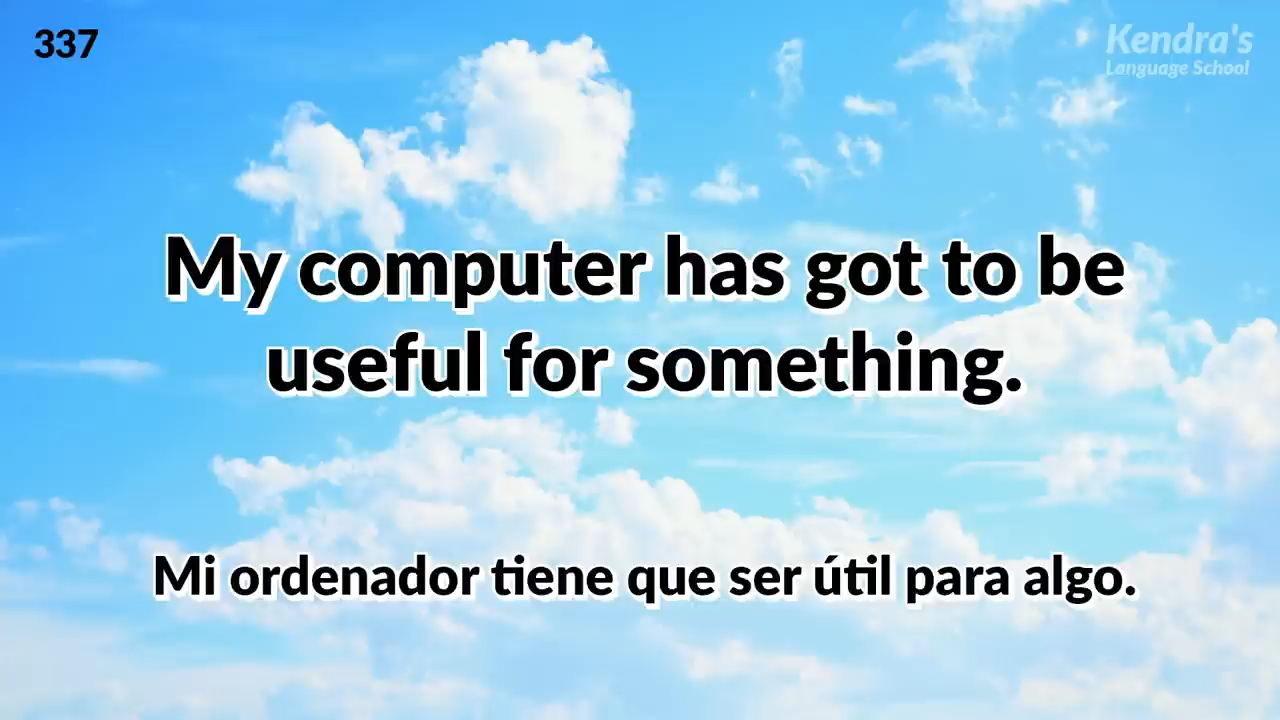 337
Kendra's
Language School
My computer has got to be
useful for something.
Mi ordenador tiene que ser útil para algo.